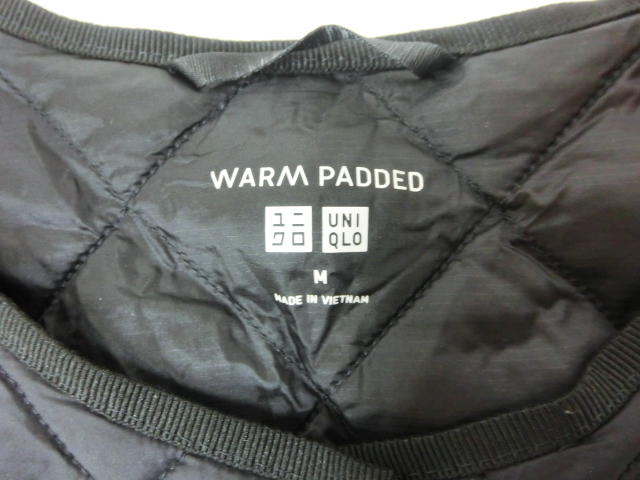 WARM PADDED
ユニ UNI
クロ QLO
M
MADE IN VIETNAM